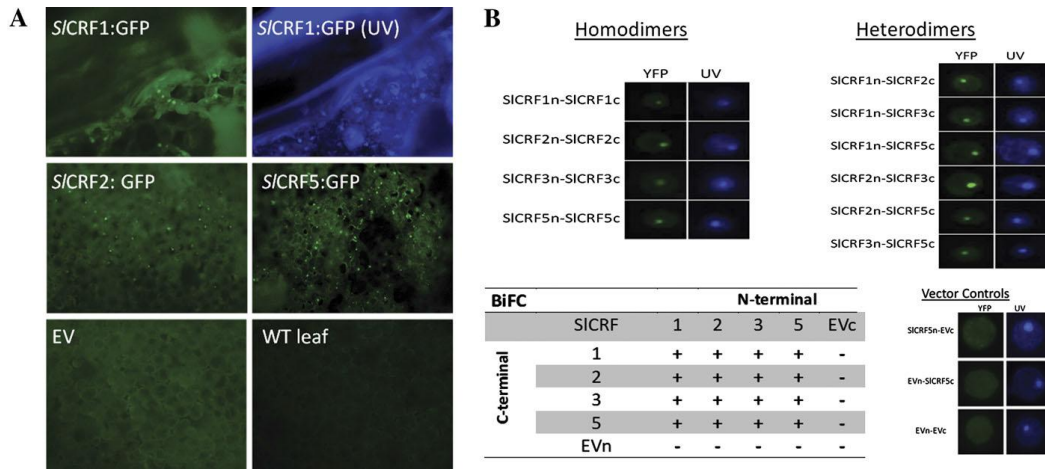 A
SlCRF1:GFP
SlCRF1:GFP (UV)
SlCRF2: GFP
SlCRF5:GFP
EV
WT leaf
B
Homodimers
YFP UV
SlCRF1n-SlCRF1c
SlCRF2n-SlCRF2c
SlCRF3n-SlCRF3c
SlCRF5n-SlCRF5c
Heterodimers
YFP UV
SlCRF1n-SlCRF2c
SlCRF1n-SlCRF3c
SlCRF1n-SlCRF5c
SlCRF2n-SlCRF3c
SlCRF2n-SlCRF5c
SlCRF3n-SlCRF5c
BiFC N-terminal
SlCRF 1 2 3 5 EVc
C-terminal
1 + + + + -
2 + + + + -
3 + + + + -
5 + + + + -
EVn - - - - -
Vector Controls
YFP UV
SlCRF5n-EVc
EVn-SlCRF5c
EVn-EVc